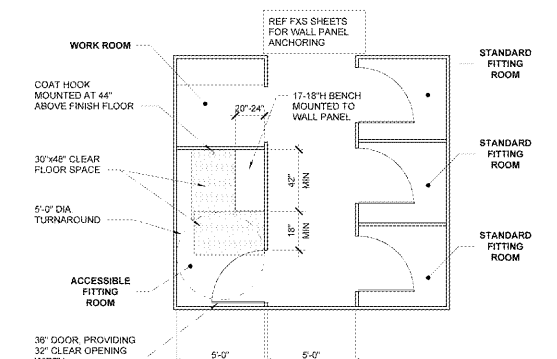 REF FXS SHEETS
FOR WALL PANEL
ANCHORING
WORK ROOM
STANDARD
FITTING
ROOM
COAT HOOK
MOUNTED AT 44"
ABOVE FINISH FLOOR
20"-24"
17-18"H BENCH
MOUNTED TO
WALL PANEL
30"x48" CLEAR
FLOOR SPACE
42"
MIN
STANDARD
FITTING
ROOM
5'-0" DIA
TURNAROUND
18"
MIN
STANDARD
FITTING
ROOM
ACCESSIBLE
FITTING
ROOM
36" DOOR, PROVIDING
32" CLEAR OPENING
5'-0"
5'-0"